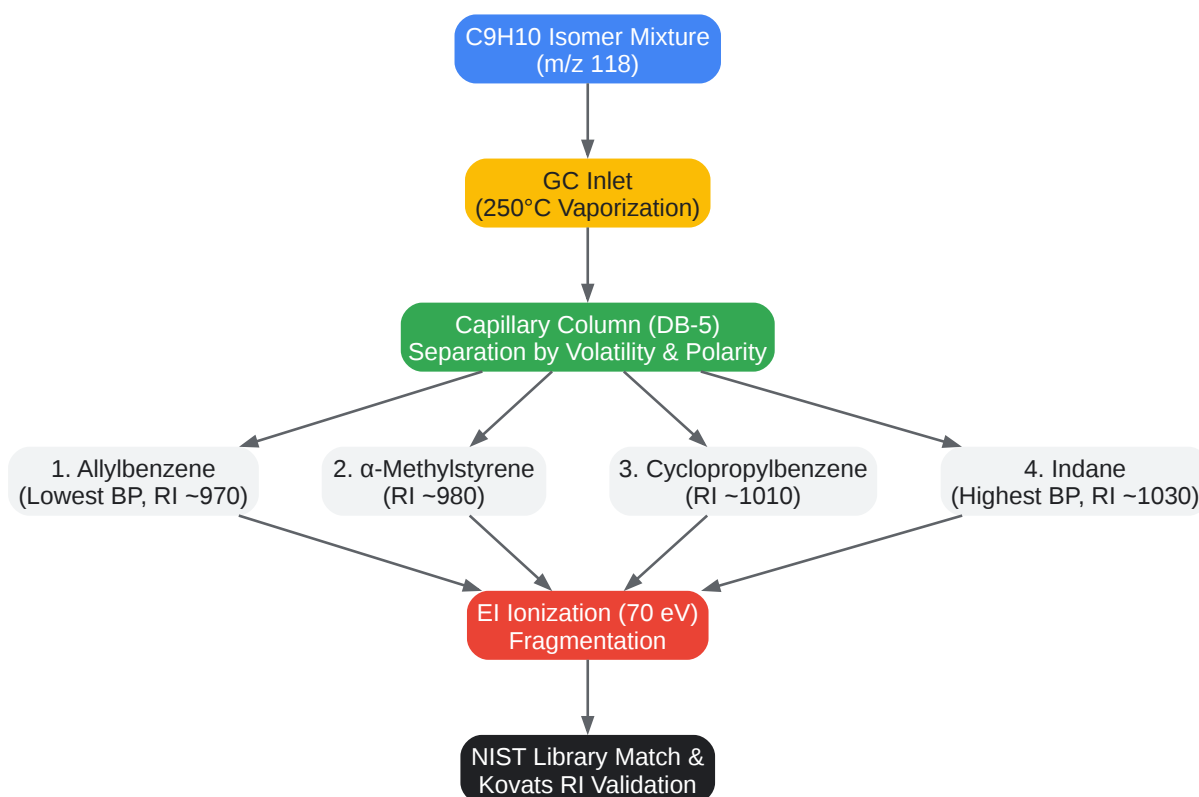 C9H10 Isomer Mixture
(m/z 118)
GC Inlet
(250°C Vaporization)
Capillary Column (DB-5)
Separation by Volatility & Polarity
1. Allylbenzene
(Lowest BP, RI ~970)
2. α-Methylstyrene
(RI ~980)
3. Cyclopropylbenzene
(RI ~1010)
4. Indane
(Highest BP, RI ~1030)
EI Ionization (70 eV)
Fragmentation
NIST Library Match &
Kovats RI Validation